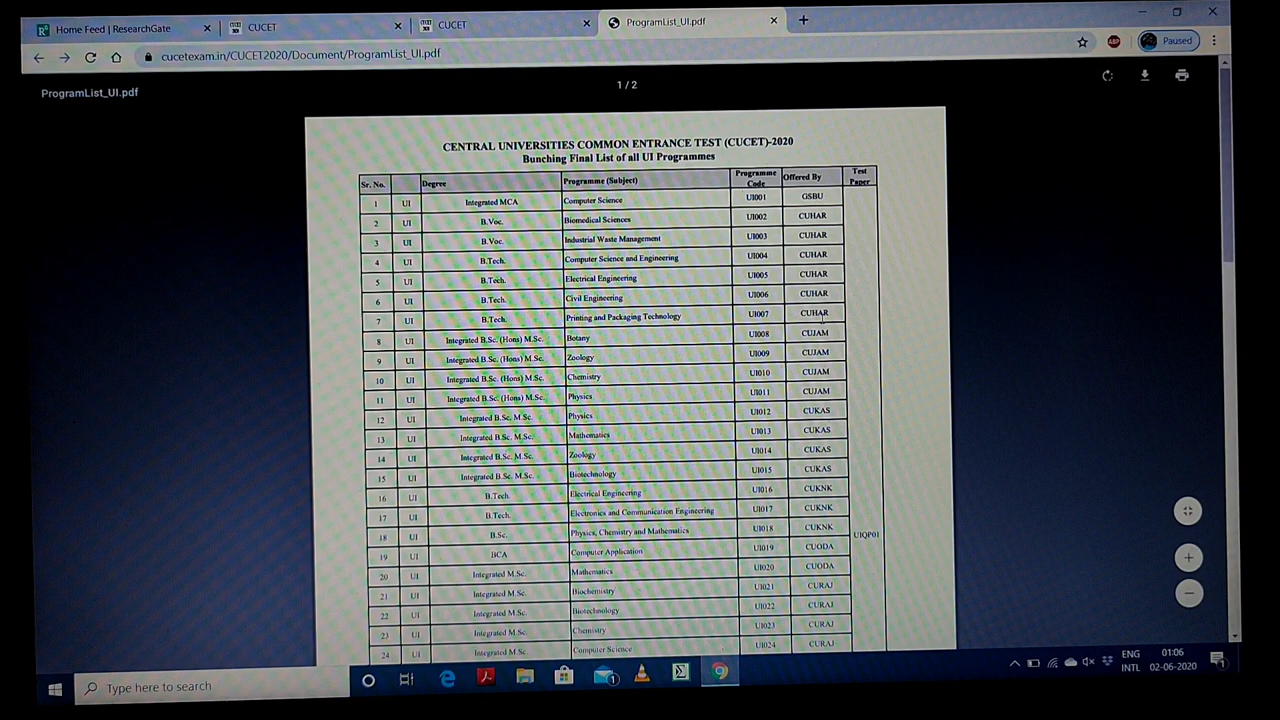 Home Feed | ResearchGate
CUCET
CUCET
ProgramList_UI.pdf
cucetexam.in/CUCET2020/Document/ProgramList_UI.pdf
ABP
Paused
ProgramList_UI.pdf
1 / 2
CENTRAL UNIVERSITIES COMMON ENTRANCE TEST (CUCET)-2020
Bunching Final List of all UI Programmes
Sr. No. Degree Programme (Subject) Programme Code Offered By Test Paper
1 UI Integrated MCA Computer Science UI001 GSBU
2 UI B.Voc. Biomedical Sciences UI002 CUHAR
3 UI B.Voc. Industrial Waste Management UI003 CUHAR
4 UI B.Tech. Computer Science and Engineering UI004 CUHAR
5 UI B.Tech. Electrical Engineering UI005 CUHAR
6 UI B.Tech. Civil Engineering UI006 CUHAR
7 UI B.Tech. Printing and Packaging Technology UI007 CUHAR
8 UI Integrated B.Sc. (Hons) M.Sc. Botany UI008 CUJAM
9 UI Integrated B.Sc. (Hons) M.Sc. Zoology UI009 CUJAM
10 UI Integrated B.Sc. (Hons) M.Sc. Chemistry UI010 CUJAM
11 UI Integrated B.Sc. (Hons) M.Sc. Physics UI011 CUJAM
12 UI Integrated B.Sc. M.Sc. Physics UI012 CUKAS
13 UI Integrated B.Sc. M.Sc. Mathematics UI013 CUKAS
14 UI Integrated B.Sc. M.Sc. Zoology UI014 CUKAS
15 UI Integrated B.Sc. M.Sc. Biotechnology UI015 CUKAS
16 UI B.Tech. Electrical Engineering UI016 CUKNK
17 UI B.Tech. Electronics and Communication Engineering UI017 CUKNK
18 UI B.Sc. Physics, Chemistry and Mathematics UI018 CUKNK
UIQP01
19 UI BCA Computer Application UI019 CUODA
20 UI Integrated M.Sc. Mathematics UI020 CUODA
21 UI Integrated M.Sc. Biochemistry UI021 CURAJ
22 UI Integrated M.Sc. Biotechnology UI022 CURAJ
23 UI Integrated M.Sc. Chemistry UI023 CURAJ
24 UI Integrated M.Sc. Computer Science UI024 CURAJ
Type here to search
1
ENG
INTL
01:06
02-06-2020
1